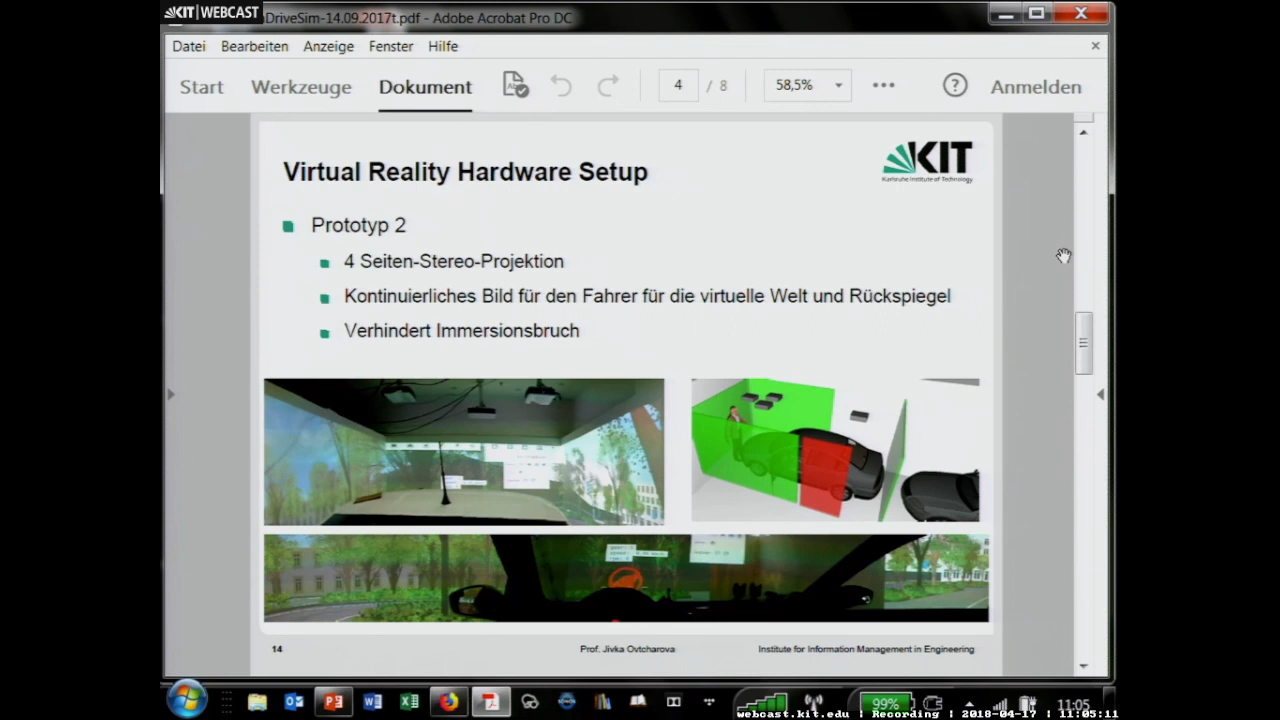 KIT | WEBCAST
DriveSim-14.09.2017t.pdf - Adobe Acrobat Pro DC
Datei Bearbeiten Anzeige Fenster Hilfe
Start Werkzeuge Dokument 4 / 8 58,5% Anmelden
Virtual Reality Hardware Setup
KIT
Karlsruhe Institute of Technology
Prototyp 2
4 Seiten-Stereo-Projektion
Kontinuierliches Bild für den Fahrer für die virtuelle Welt und Rückspiegel
Verhindert Immersionsbruch
14 Prof. Jivka Ovtcharova Institute for Information Management in Engineering
99% 11:05
webcast.kit.edu | Recording | 2018-04-17 | 11:05:11